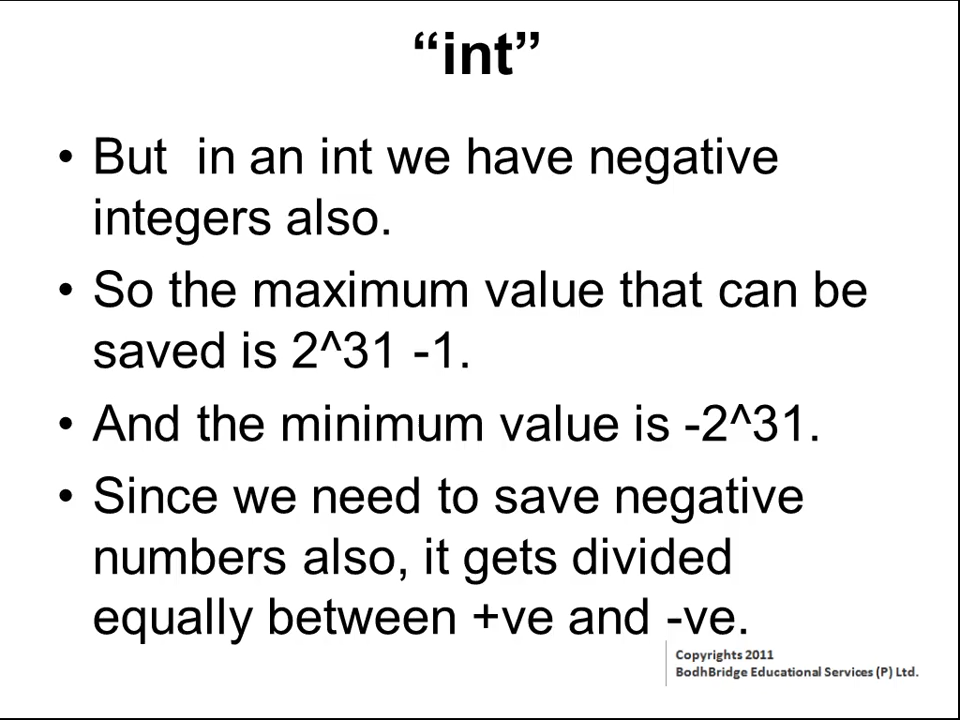 “int”
• But  in an int we have negative
integers also.
• So the maximum value that can be
saved is 2^31 -1.
• And the minimum value is -2^31.
• Since we need to save negative
numbers also, it gets divided
equally between +ve and -ve.
Copyrights 2011
BodhBridge Educational Services (P) Ltd.